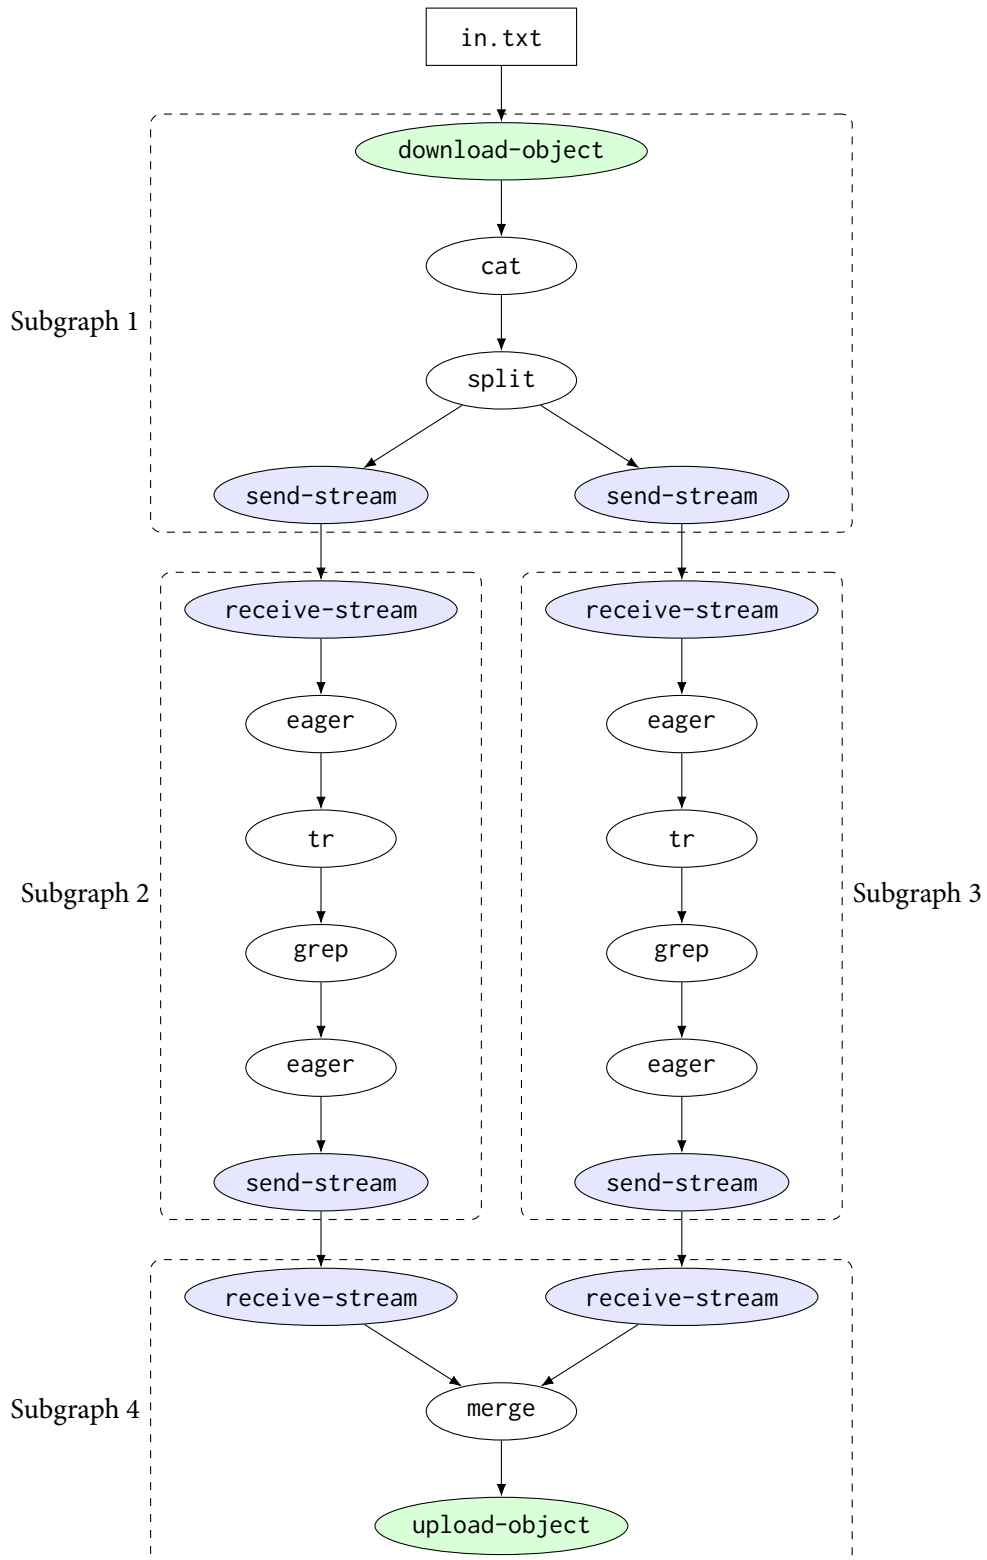 in.txt
download-object
cat
Subgraph 1
split
send-stream send-stream
receive-stream receive-stream
eager eager
tr tr
Subgraph 2 Subgraph 3
grep grep
eager eager
send-stream send-stream
receive-stream receive-stream
Subgraph 4 merge
upload-object